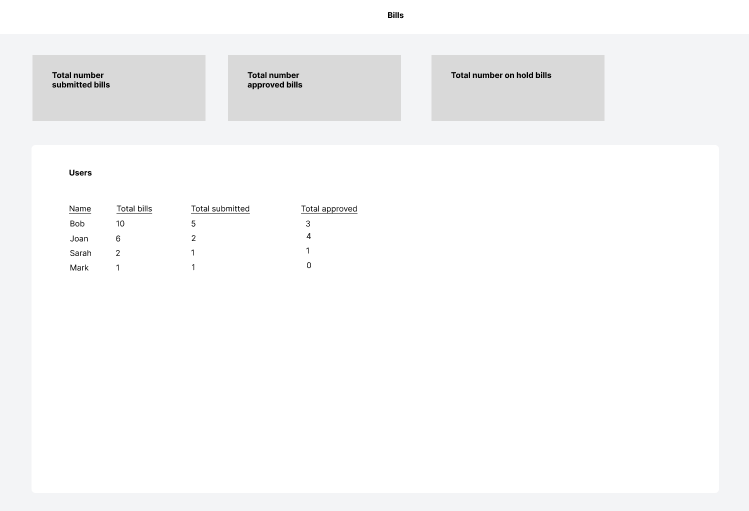 Bills
Total number
submitted bills
Total number
approved bills
Total number on hold bills
Users
Name Total bills Total submitted Total approved
Bob 10 5 3
Joan 6 2 4
Sarah 2 1 1
Mark 1 1 0